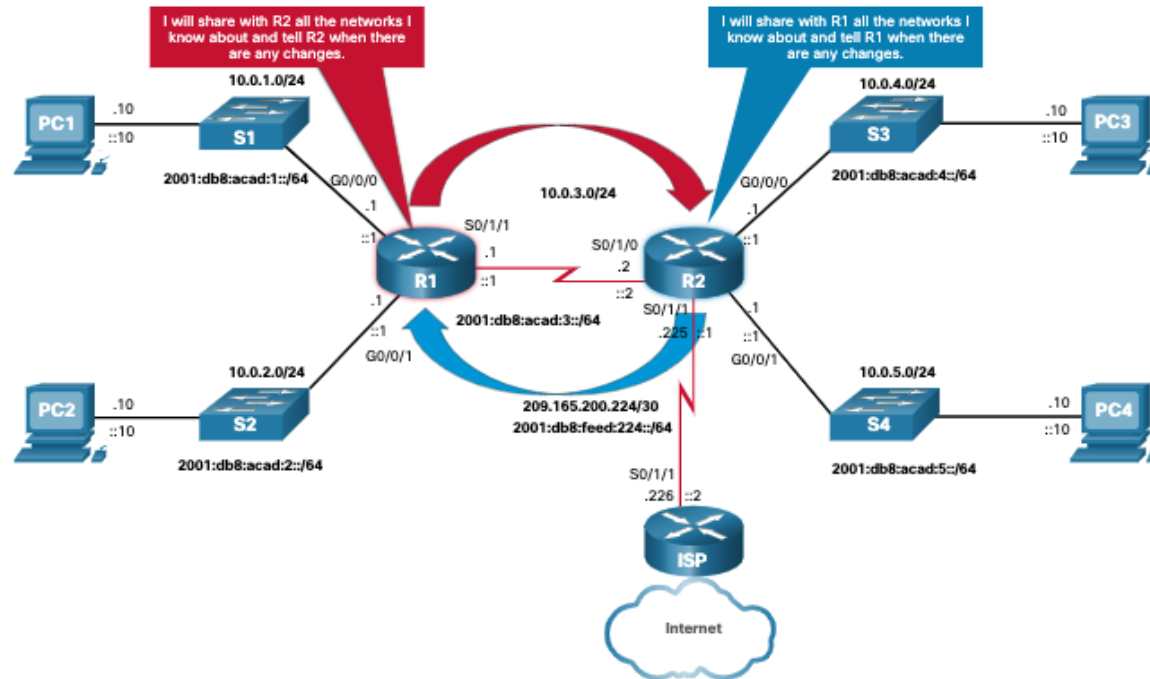 I will share with R2 all the networks I
know about and tell R2 when there
are any changes.
I will share with R1 all the networks I
know about and tell R1 when there
are any changes.
10.0.1.0/24
10.0.4.0/24
PC1
.10
::10
S1
S3
.10
::10
PC3
2001:db8:acad:1::/64
G0/0/0
.1
::1
10.0.3.0/24
G0/0/0
.1
::1
2001:db8:acad:4::/64
S0/1/1
.1
::1
R1
S0/1/0
.2
::2
R2
2001:db8:acad:3::/64
S0/1/1
.225
::1
.1
::1
G0/0/1
.1
::1
G0/0/1
10.0.2.0/24
10.0.5.0/24
PC2
.10
::10
S2
209.165.200.224/30
2001:db8:feed:224::/64
S4
.10
::10
PC4
2001:db8:acad:2::/64
2001:db8:acad:5::/64
S0/1/1
.226
::2
ISP
Internet